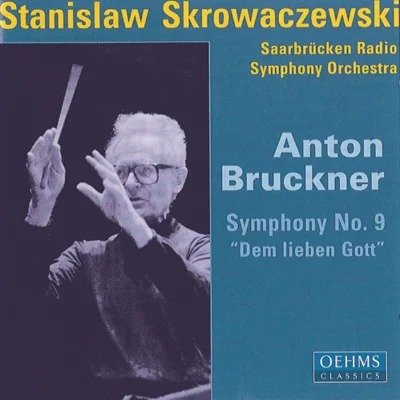 Stanislaw Skrowaczewski
Saarbrücken Radio
Symphony Orchestra
Anton
Bruckner
Symphony No. 9
“Dem lieben Gott”
OEHMS
CLASSICS